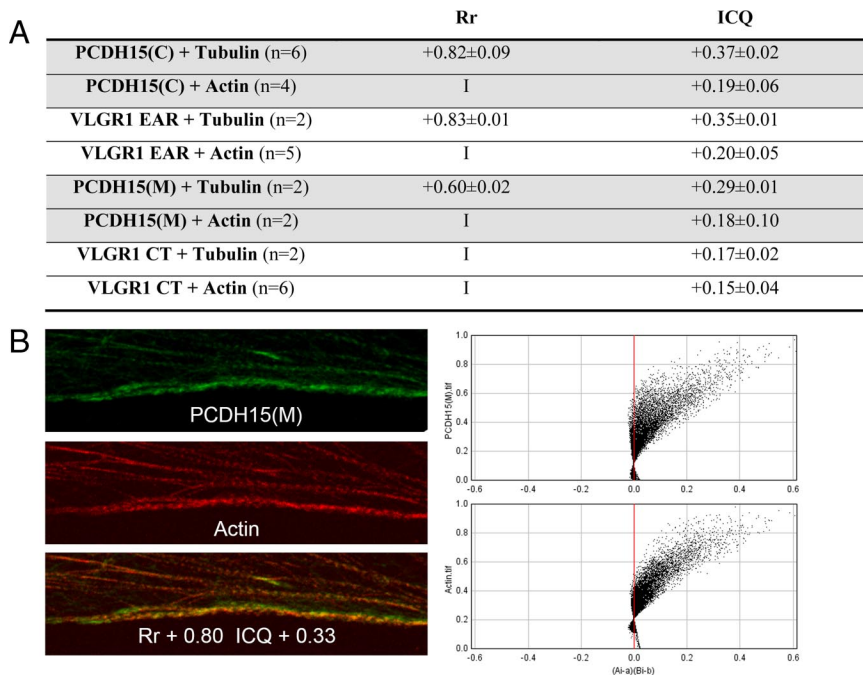 A
Rr ICQ
PCDH15(C) + Tubulin (n=6) +0.82±0.09 +0.37±0.02
PCDH15(C) + Actin (n=4) I +0.19±0.06
VLGR1 EAR + Tubulin (n=2) +0.83±0.01 +0.35±0.01
VLGR1 EAR + Actin (n=5) I +0.20±0.05
PCDH15(M) + Tubulin (n=2) +0.60±0.02 +0.29±0.01
PCDH15(M) + Actin (n=2) I +0.18±0.10
VLGR1 CT + Tubulin (n=2) I +0.17±0.02
VLGR1 CT + Actin (n=6) I +0.15±0.04
B
PCDH15(M)
Actin
Rr + 0.80 ICQ + 0.33
PCDH15(M).tif
1.0
0.8
0.6
0.4
0.2
0.0
-0.6 -0.4 -0.2 0.0 0.2 0.4 0.6
Actin.tif
1.0
0.8
0.6
0.4
0.2
0.0
-0.6 -0.4 -0.2 0.0 0.2 0.4 0.6
(Ai-a)(Bi-b)